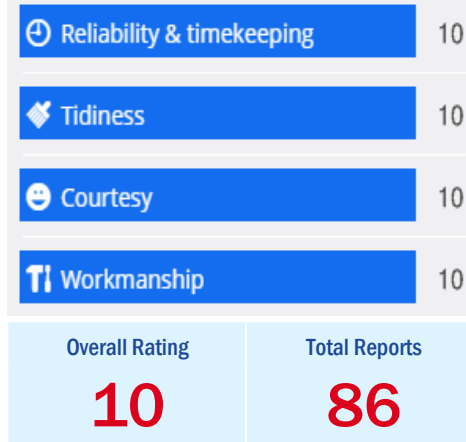 Reliability & timekeeping 10
Tidiness 10
Courtesy 10
Workmanship 10
Overall Rating Total Reports
10 86